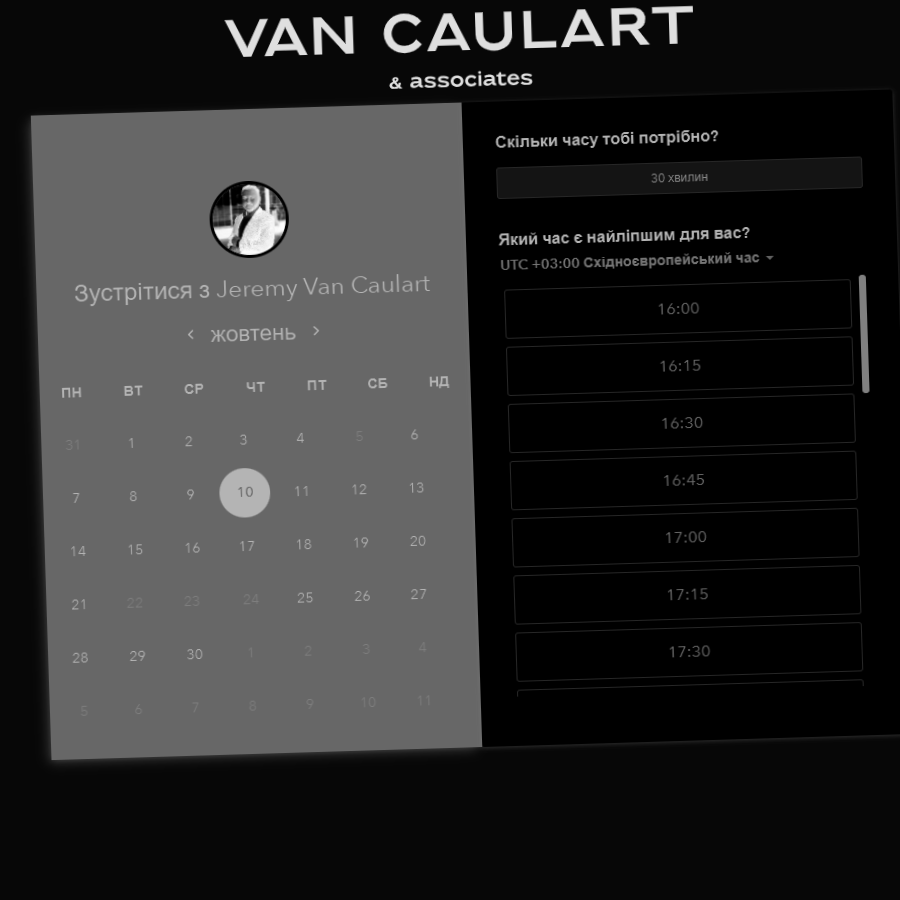 VAN CAULART
& associates
Зустрітися з Jeremy Van Caulart
‹ жовтень ›
ПН ВТ СР ЧТ ПТ СБ НД
31 1 2 3 4 5 6
7 8 9 10 11 12 13
14 15 16 17 18 19 20
21 22 23 24 25 26 27
28 29 30 1 2 3 4
5 6 7 8 9 10 11
Скільки часу тобі потрібно?
30 хвилин
Який час є найліпшим для вас?
UTC +03:00 Східноєвропейський час
16:00
16:15
16:30
16:45
17:00
17:15
17:30